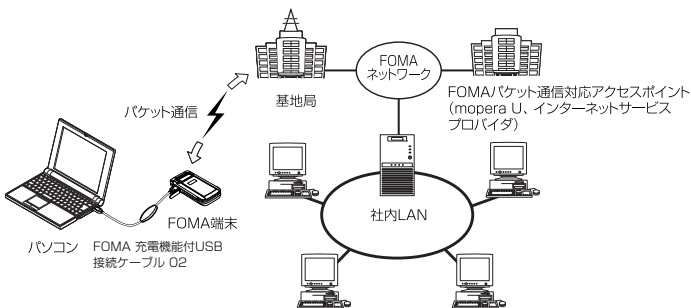 FOMA
ネットワーク
基地局
FOMAパケット通信対応アクセスポイント
(mopera U、インターネットサービス
プロバイダ)
パケット通信
FOMA端末
社内LAN
パソコン
FOMA 充電機能付USB
接続ケーブル 02